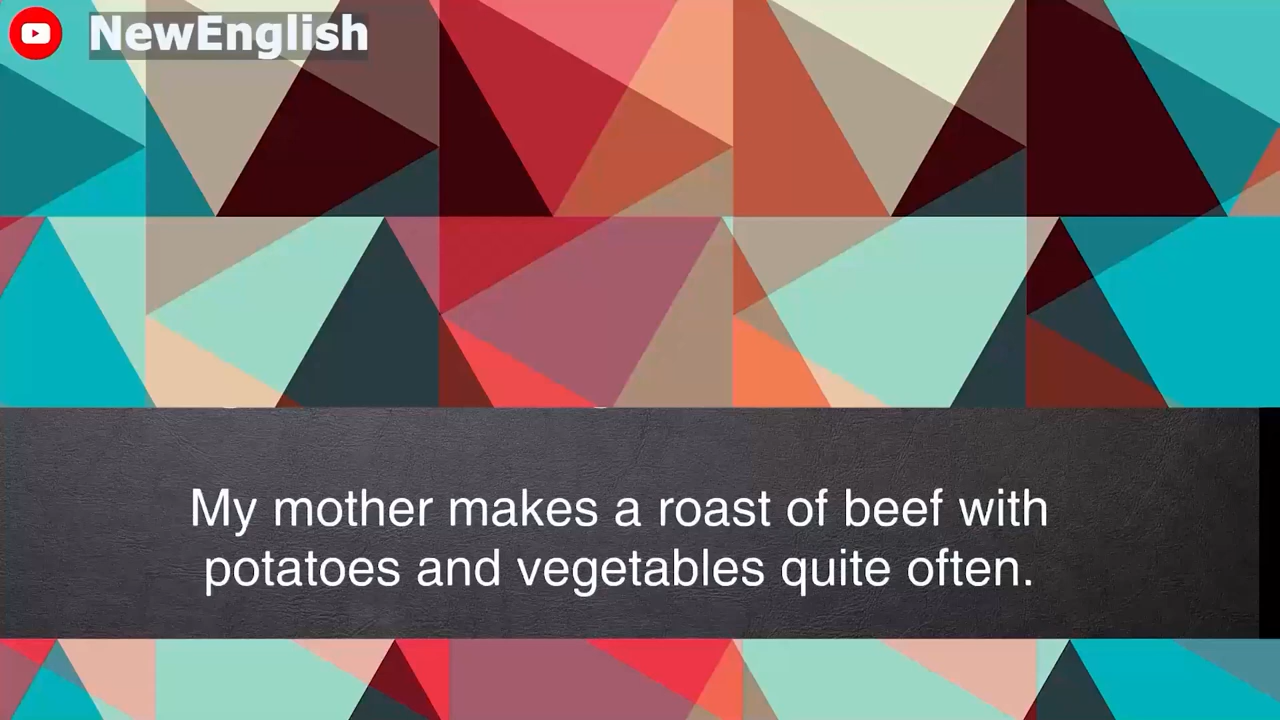 NewEnglish
My mother makes a roast of beef with
potatoes and vegetables quite often.